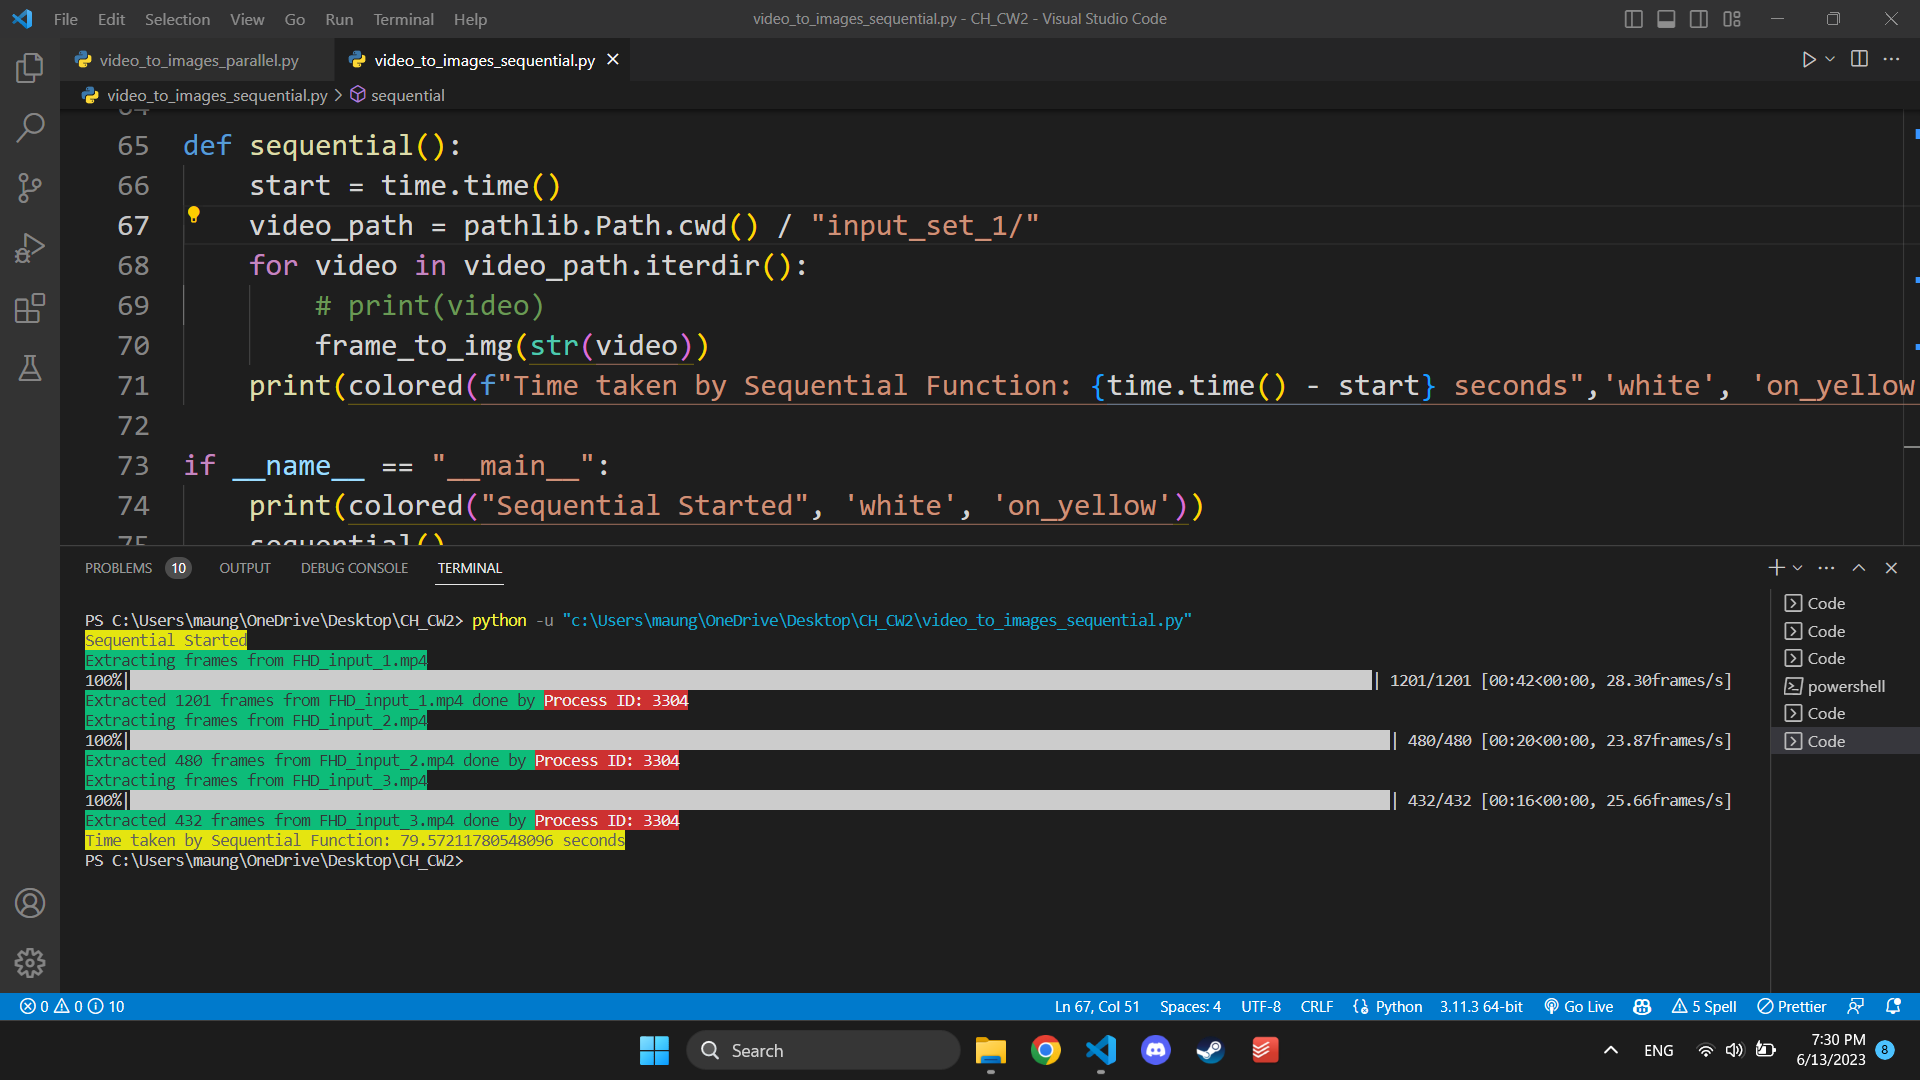 File Edit Selection View Go Run Terminal Help
video_to_images_sequential.py - CH_CW2 - Visual Studio Code
video_to_images_parallel.py
video_to_images_sequential.py
video_to_images_sequential.py > sequential
64
65 def sequential():
66 start = time.time()
67 video_path = pathlib.Path.cwd() / "input_set_1/"
68 for video in video_path.iterdir():
69 # print(video)
70 frame_to_img(str(video))
71 print(colored(f"Time taken by Sequential Function: {time.time() - start} seconds",'white', 'on_yellow
72
73 if __name__ == "__main__":
74 print(colored("Sequential Started", 'white', 'on_yellow'))
75 sequential()
PROBLEMS 10 OUTPUT DEBUG CONSOLE TERMINAL
PS C:\Users\maung\OneDrive\Desktop\CH_CW2> python -u "c:\Users\maung\OneDrive\Desktop\CH_CW2\video_to_images_sequential.py"
Sequential Started
Extracting frames from FHD_input_1.mp4
100%| | 1201/1201 [00:42<00:00, 28.30frames/s]
Extracted 1201 frames from FHD_input_1.mp4 done by Process ID: 3304
Extracting frames from FHD_input_2.mp4
100%| | 480/480 [00:20<00:00, 23.87frames/s]
Extracted 480 frames from FHD_input_2.mp4 done by Process ID: 3304
Extracting frames from FHD_input_3.mp4
100%| | 432/432 [00:16<00:00, 25.66frames/s]
Extracted 432 frames from FHD_input_3.mp4 done by Process ID: 3304
Time taken by Sequential Function: 79.57211780548096 seconds
PS C:\Users\maung\OneDrive\Desktop\CH_CW2>
Code
Code
Code
powershell
Code
Code
0 0 10
Ln 67, Col 51 Spaces: 4 UTF-8 CRLF Python 3.11.3 64-bit Go Live 5 Spell Prettier
Search
ENG
7:30 PM
6/13/2023
8